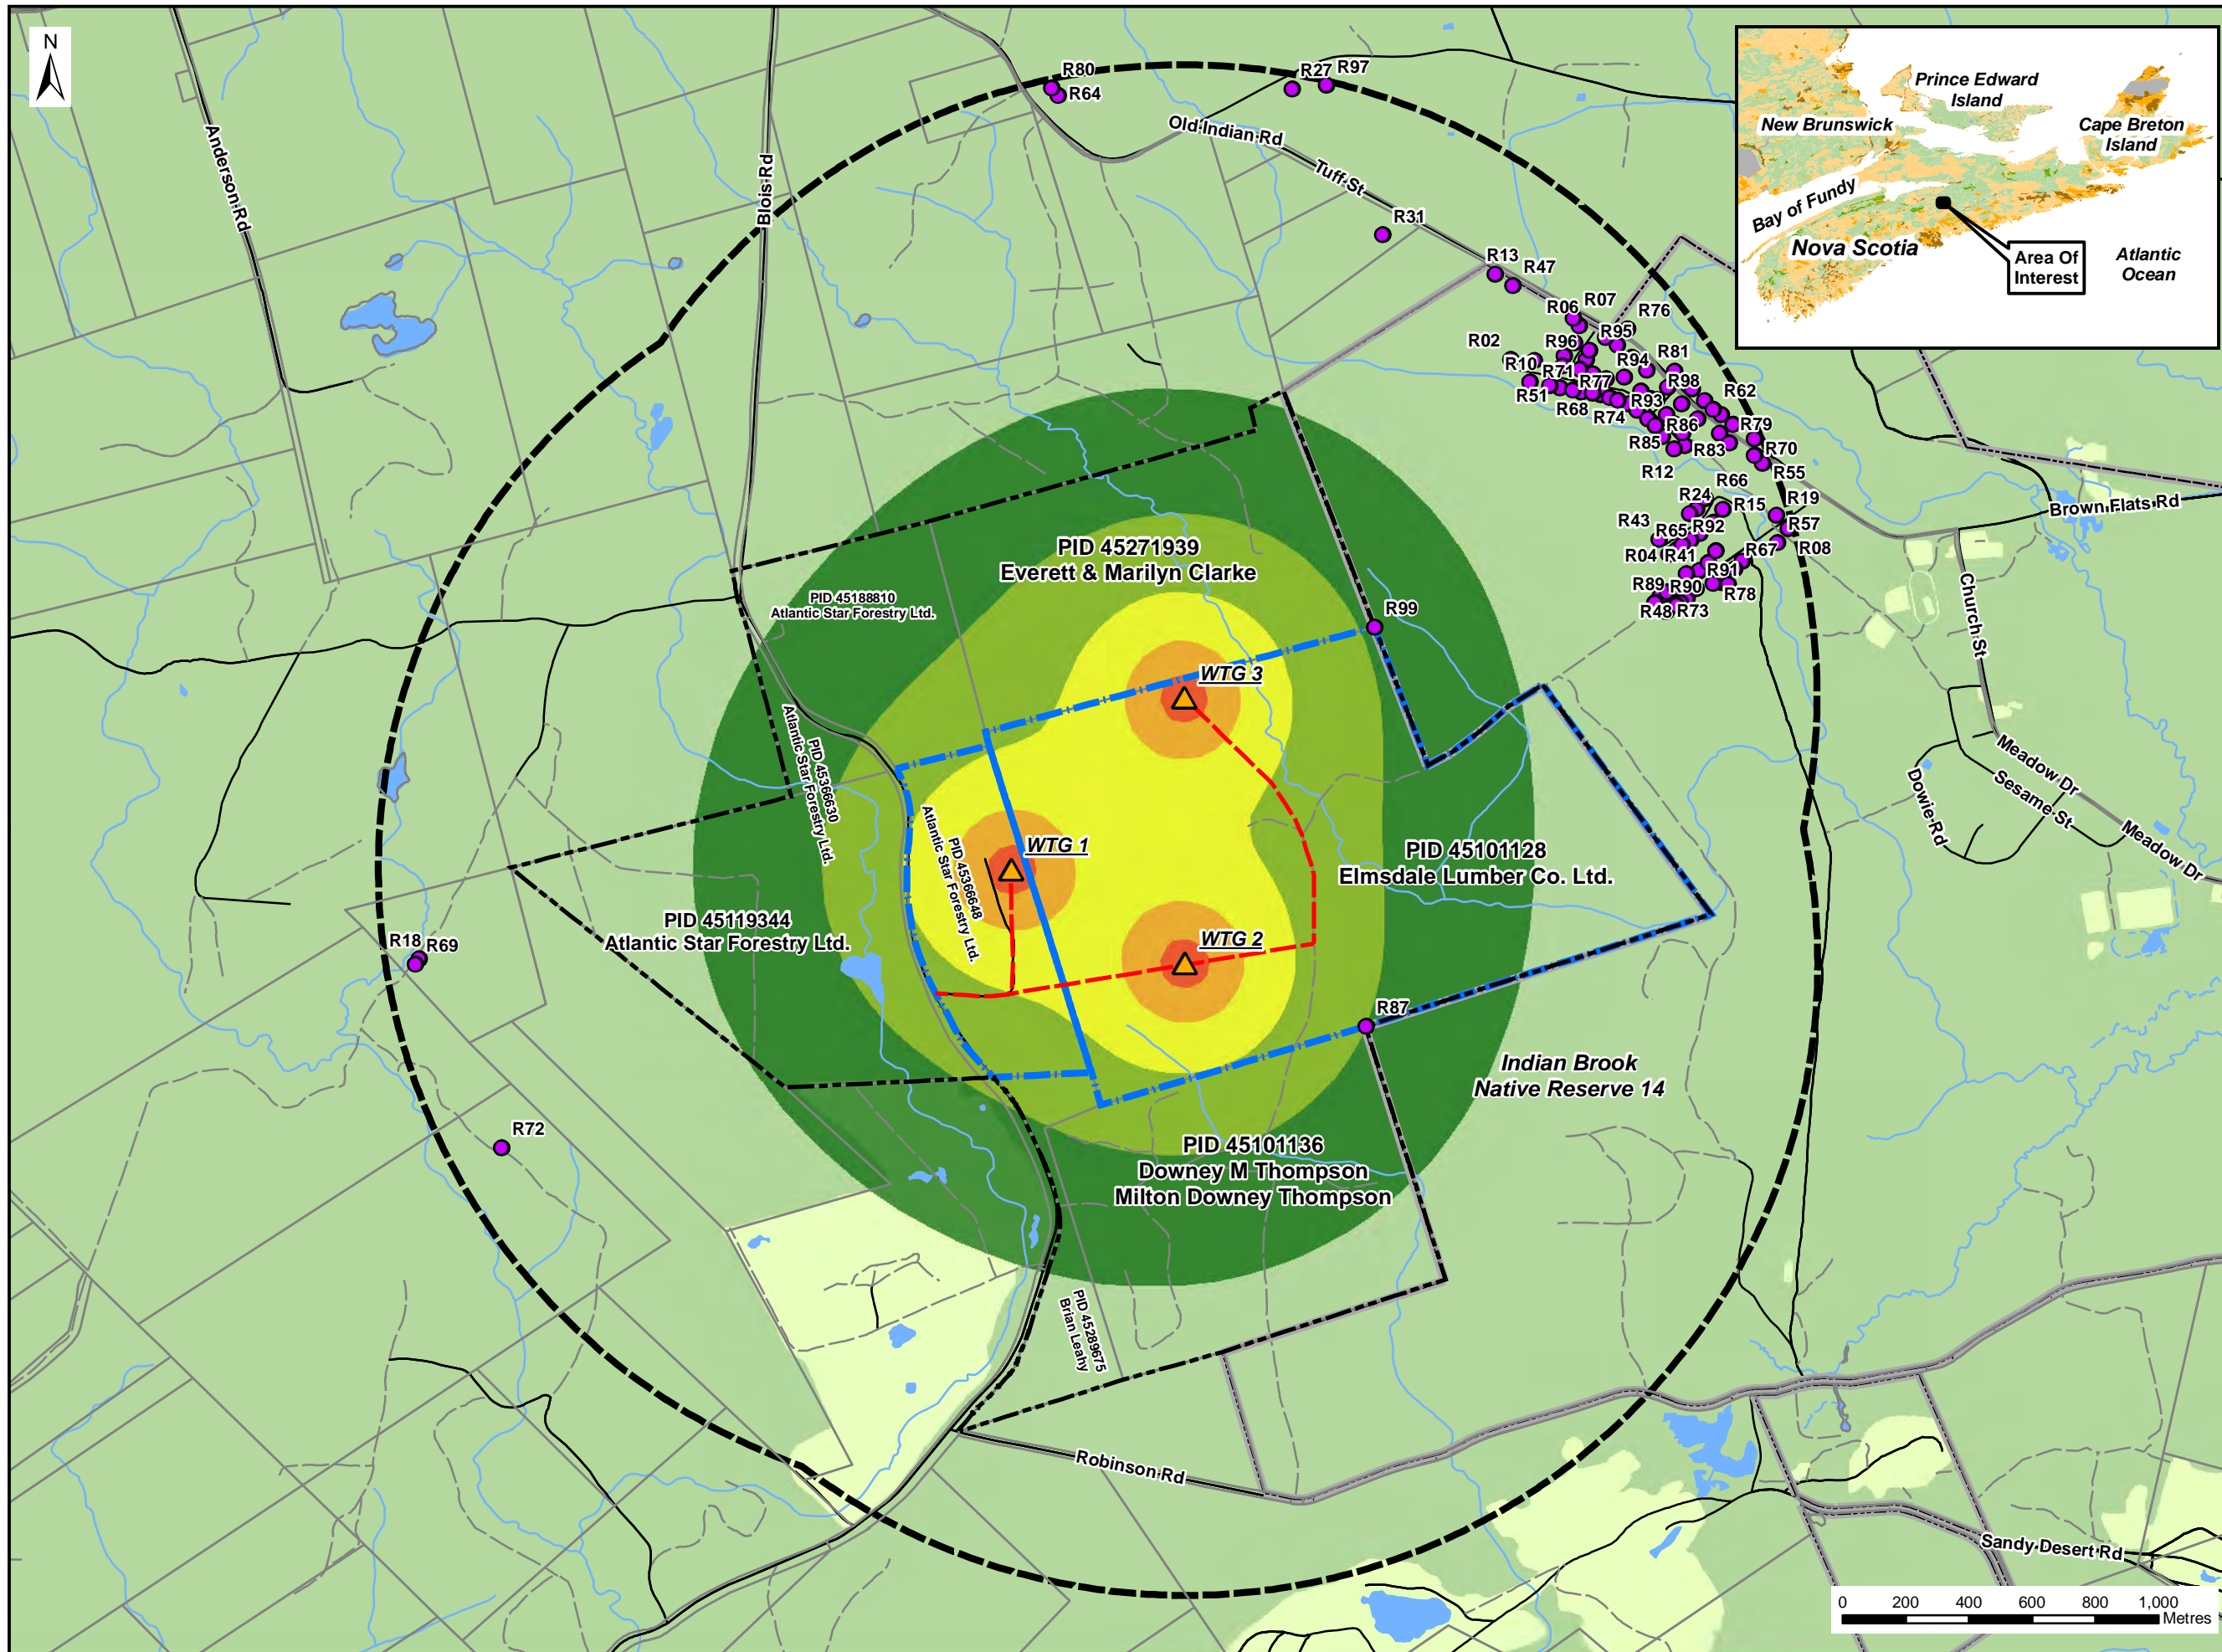 N
R80
R64
R27
R97
Anderson Rd
Blois Rd
Old Indian Rd
Tuff St
R31
R13
R47
R06
R07
R76
R02
R96
R95
R10
R71
R94
R81
R51
R77
R98
R62
R68
R74
R93
R86
R79
R85
R83
R70
R12
R55
R66
R24
R15
R19
R43
R65
R92
R57
R04
R41
R67
R08
R89
R90
R91
R78
R48
R73
R99
Prince Edward
Island
New Brunswick
Cape Breton
Island
Bay of Fundy
Nova Scotia
Area Of
Interest
Atlantic
Ocean
Brown Flats Rd
Church St
Meadow Dr
Sesame St
Dowie Rd
Meadow Dr
PID 45271939
Everett & Marilyn Clarke
PID 45188810
Atlantic Star Forestry Ltd.
WTG 3
PID 45366630
Atlantic Star Forestry Ltd.
WTG 1
PID 45366648
Atlantic Star Forestry Ltd.
PID 45101128
Elmsdale Lumber Co. Ltd.
PID 45119344
Atlantic Star Forestry Ltd.
WTG 2
R18
R69
R87
Indian Brook
Native Reserve 14
R72
PID 45101136
Downey M Thompson
Milton Downey Thompson
PID 45289675
Brian Leahy
Robinson Rd
Sandy Desert Rd
0 200 400 600 800 1,000
Metres